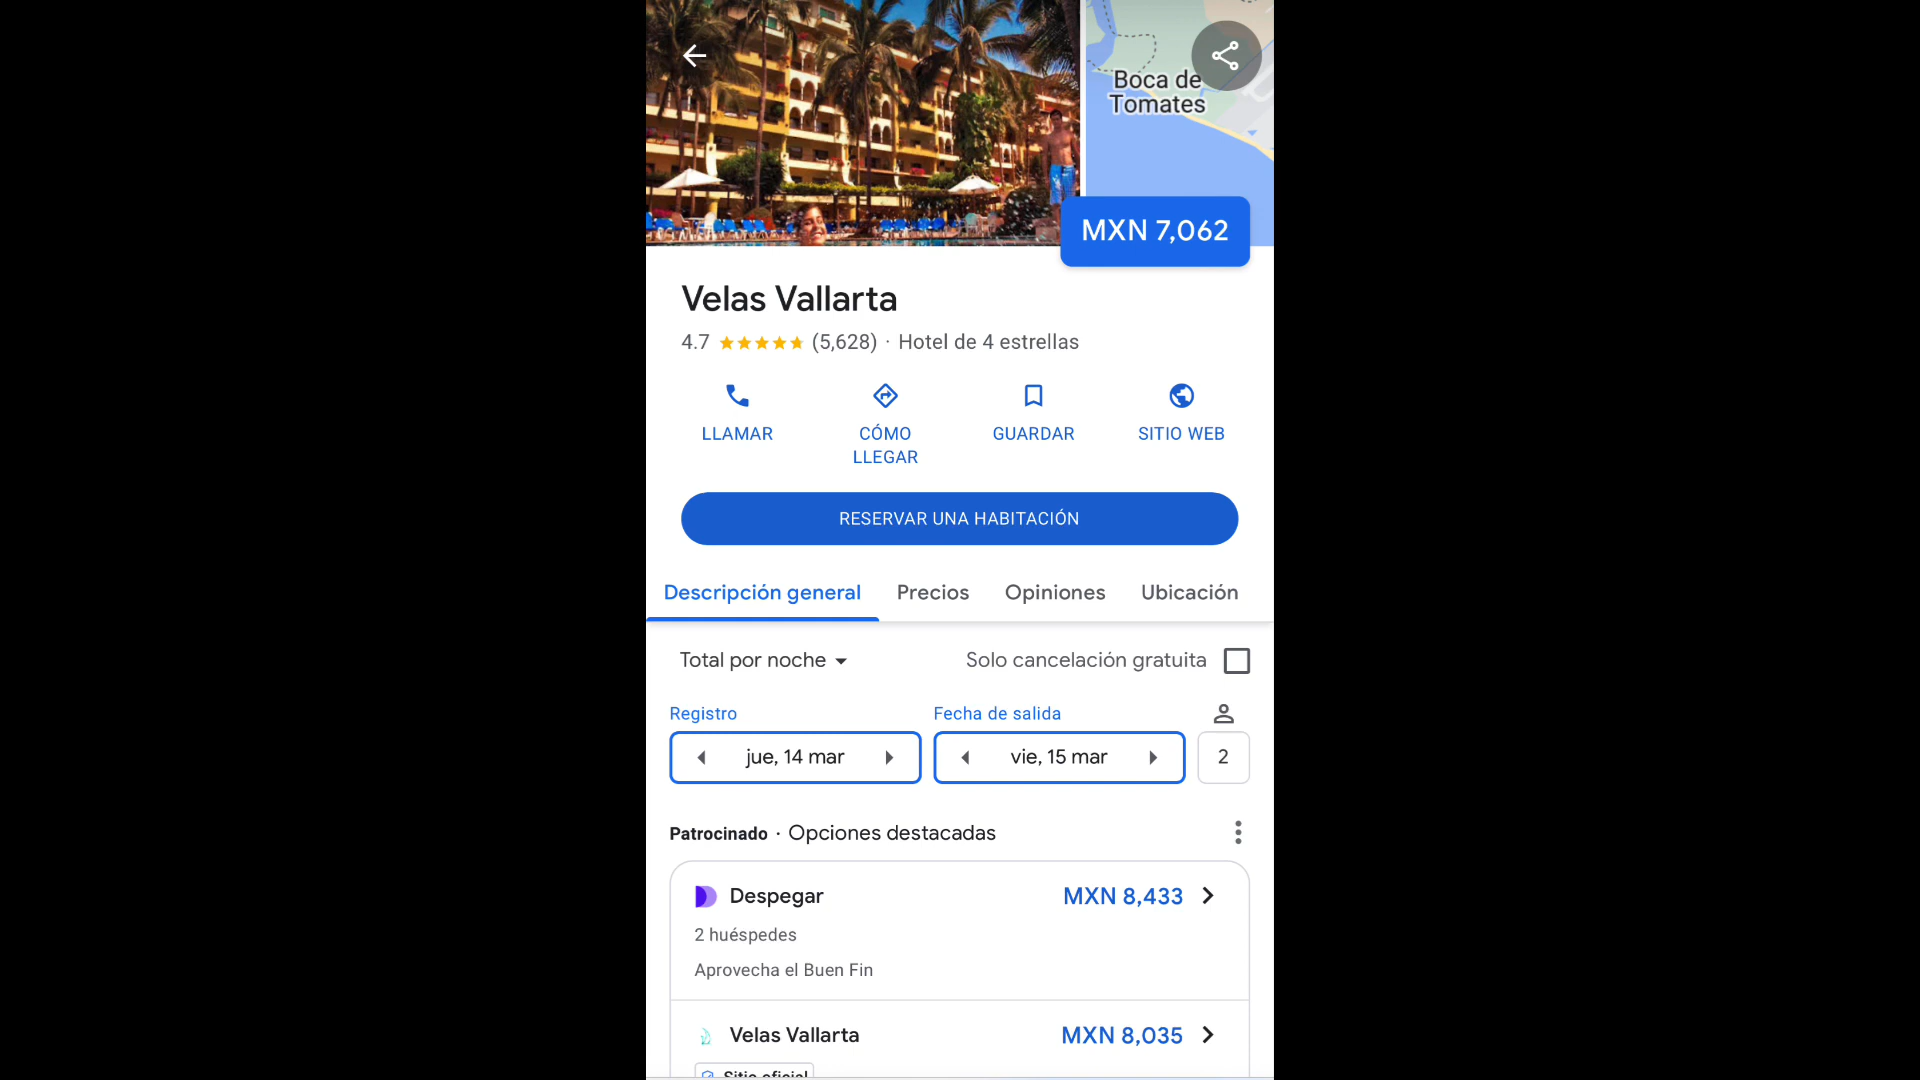 Boca de
Tomates
MXN 7,062
Velas Vallarta
4.7 (5,628) · Hotel de 4 estrellas
LLAMAR
CÓMO
LLEGAR
GUARDAR
SITIO WEB
RESERVAR UNA HABITACIÓN
Descripción general Precios Opiniones Ubicación
Total por noche Solo cancelación gratuita
Registro Fecha de salida
jue, 14 mar vie, 15 mar 2
Patrocinado · Opciones destacadas
Despegar MXN 8,433
2 huéspedes
Aprovecha el Buen Fin
Velas Vallarta MXN 8,035
Sitio oficial